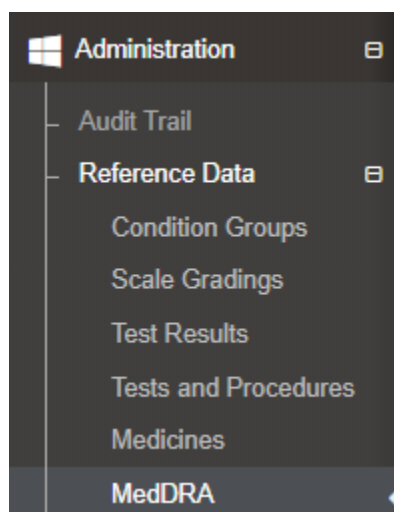 Administration
Audit Trail
Reference Data
Condition Groups
Scale Gradings
Test Results
Tests and Procedures
Medicines
MedDRA